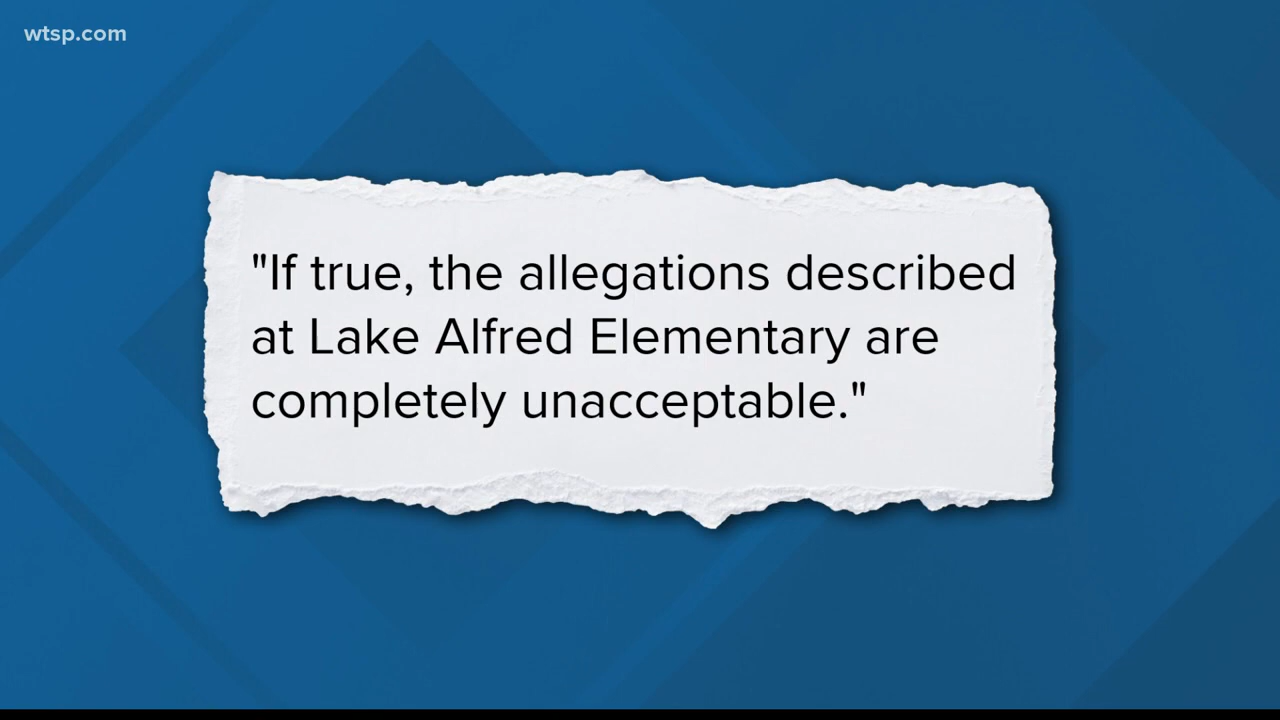 wtsp.com
"If true, the allegations described
at Lake Alfred Elementary are
completely unacceptable."